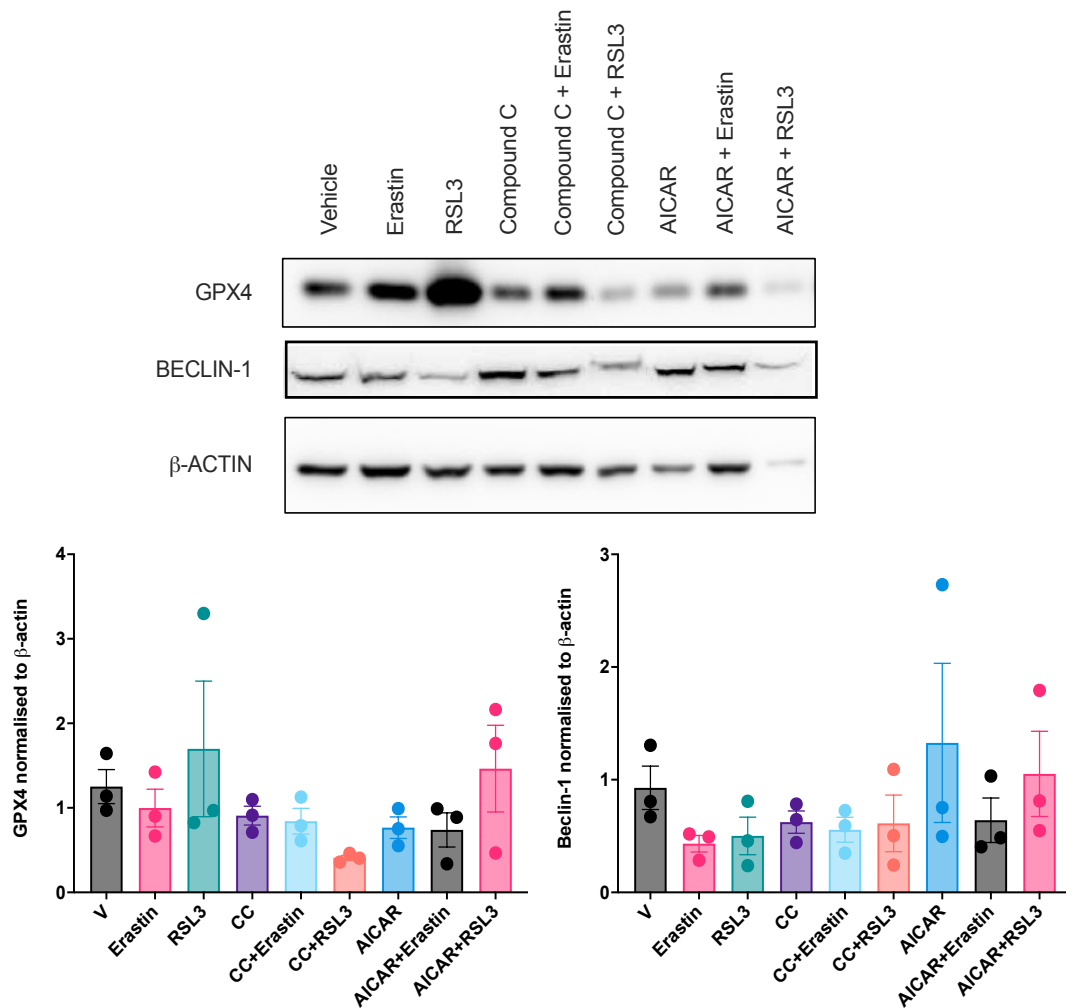 Vehicle
Erastin
RSL3
Compound C
Compound C + Erastin
Compound C + RSL3
AICAR
AICAR + Erastin
AICAR + RSL3
GPX4
BECLIN-1
β-ACTIN
GPX4 normalised to β-actin
4
3
2
1
0
V
Erastin
RSL3
CC
CC+Erastin
CC+RSL3
AICAR
AICAR+Erastin
AICAR+RSL3
Beclin-1 normalised to β-actin
3
2
1
0
V
Erastin
RSL3
CC
CC+Erastin
CC+RSL3
AICAR
AICAR+Erastin
AICAR+RSL3